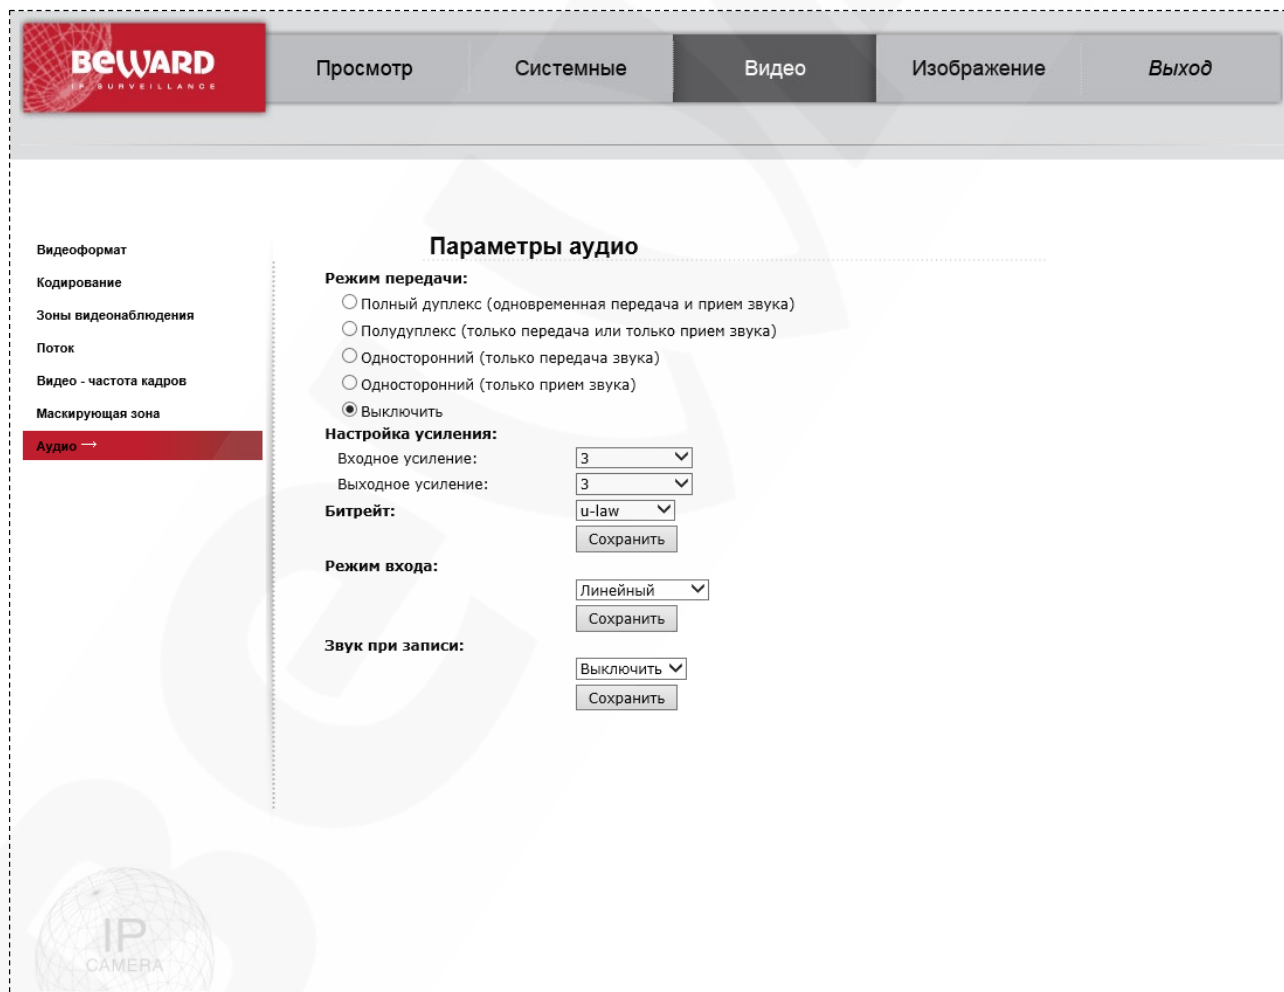 BEWARD
IP SURVEILLANCE
Просмотр
Системные
Видео
Изображение
Выход
Видеоформат
Кодирование
Зоны видеонаблюдения
Поток
Видео - частота кадров
Маскирующая зона
Аудио →
Параметры аудио
Режим передачи:
Полный дуплекс (одновременная передача и прием звука)
Полудуплекс (только передача или только прием звука)
Односторонний (только передача звука)
Односторонний (только прием звука)
Выключить
Настройка усиления:
Входное усиление: 3
Выходное усиление: 3
Битрейт: u-law
Сохранить
Режим входа:
Линейный
Сохранить
Звук при записи:
Выключить
Сохранить
IP
CAMERA